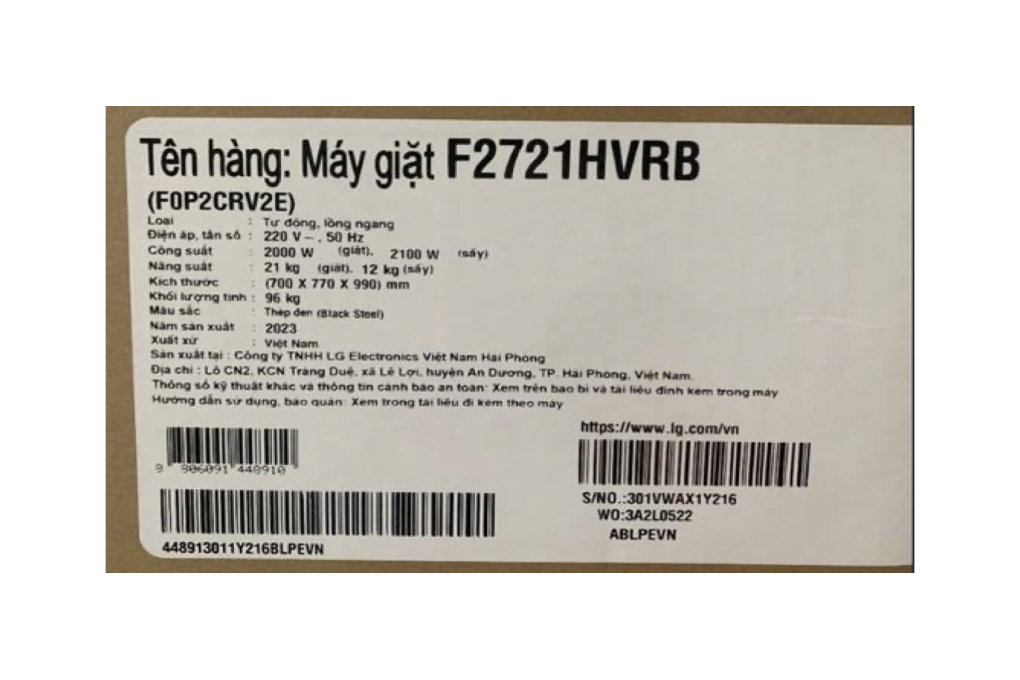 Tên hàng: Máy giặt F2721HVRB
(F0P2CRV2E)
Loại : Tự động, lồng ngang
Điện áp, tần số : 220 V ~ , 50 Hz
Công suất : 2000 W (giặt), 2100 W (sấy)
Năng suất : 21 kg (giặt), 12 kg (sấy)
Kích thước : (700 X 770 X 990) mm
Khối lượng tịnh : 96 kg
Màu sắc : Thép đen (Black Steel)
Năm sản xuất : 2023
Xuất xứ : Việt Nam
Sản xuất tại : Công ty TNHH LG Electronics Việt Nam Hải Phòng
Địa chỉ : Lô CN2, KCN Tràng Duệ, xã Lê Lợi, huyện An Dương, TP. Hải Phòng, Việt Nam.
Thông số kỹ thuật khác và thông tin cảnh báo an toàn: Xem trên bao bì và tài liệu đính kèm trong máy
Hướng dẫn sử dụng, bảo quản: Xem trong tài liệu đi kèm theo máy
https://www.lg.com/vn
8 806091 448910
S/NO.:301VWAX1Y216
WO:3A2L0522
ABLPEVN
448913011Y216BLPEVN